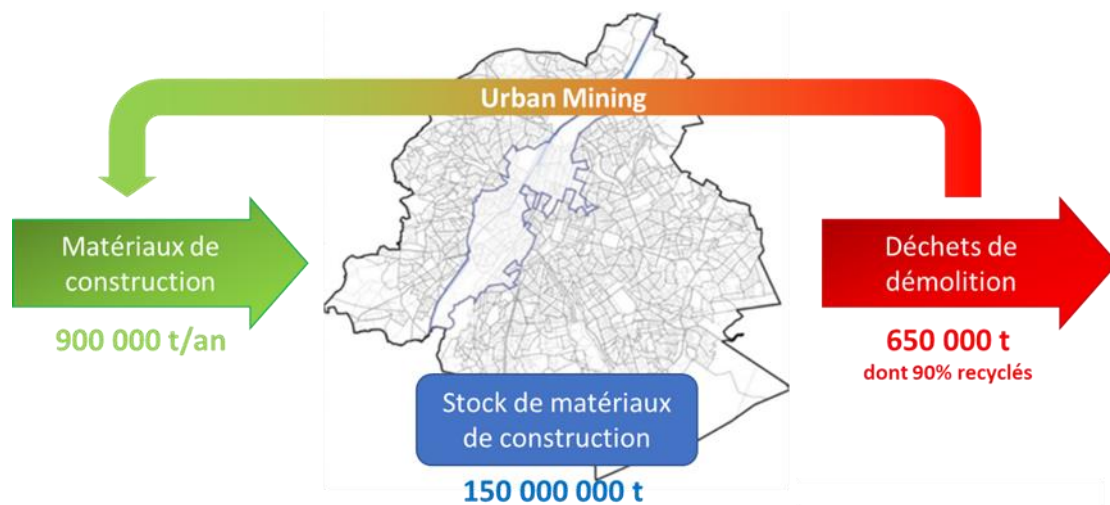 Urban Mining
Matériaux de
construction
900 000 t/an
Déchets de
démolition
650 000 t
dont 90% recyclés
Stock de matériaux
de construction
150 000 000 t